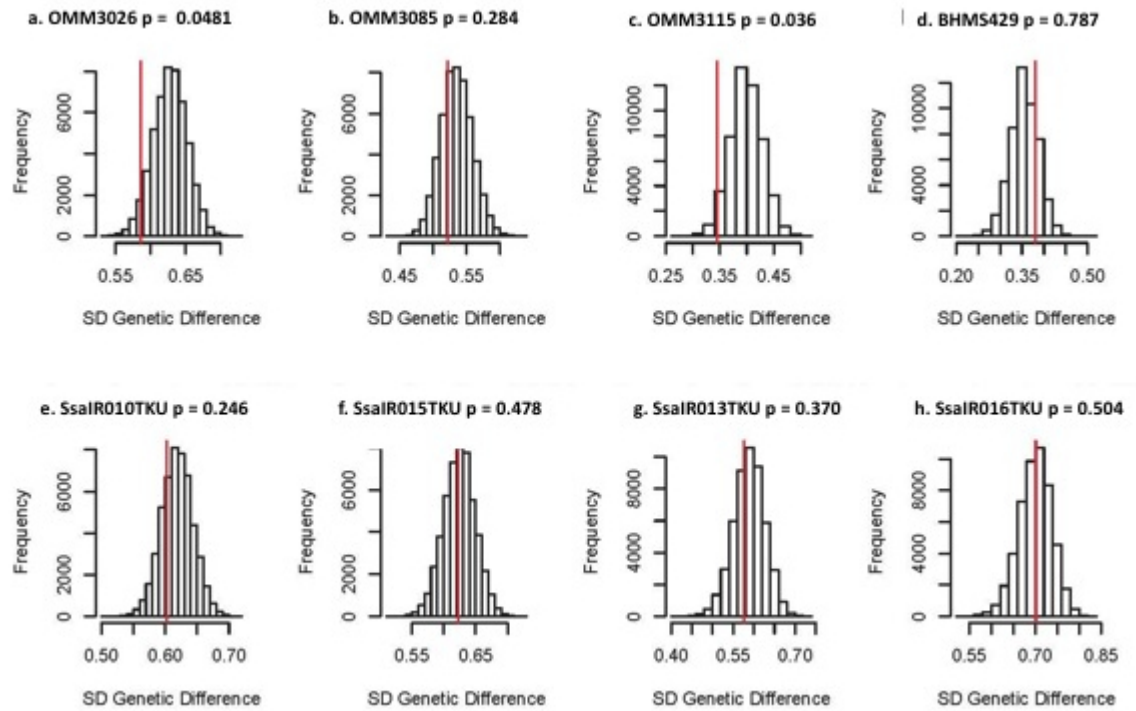 a. OMM3026 p = 0.0481
b. OMM3085 p = 0.284
c. OMM3115 p = 0.036
d. BHMS429 p = 0.787
Frequency
0 2000 6000
0.55 0.65
SD Genetic Difference
Frequency
0 2000 6000
0.45 0.55
SD Genetic Difference
Frequency
0 4000 10000
0.25 0.35 0.45
SD Genetic Difference
Frequency
0 4000 10000
0.20 0.35 0.50
SD Genetic Difference
e. SsaIR010TKU p = 0.246
f. SsaIR015TKU p = 0.478
g. SsaIR013TKU p = 0.370
h. SsaIR016TKU p = 0.504
Frequency
0 2000 6000
0.50 0.60 0.70
SD Genetic Difference
Frequency
0 2000 6000
0.55 0.65
SD Genetic Difference
Frequency
0 4000 8000
0.40 0.55 0.70
SD Genetic Difference
Frequency
0 4000 8000
0.55 0.70 0.85
SD Genetic Difference